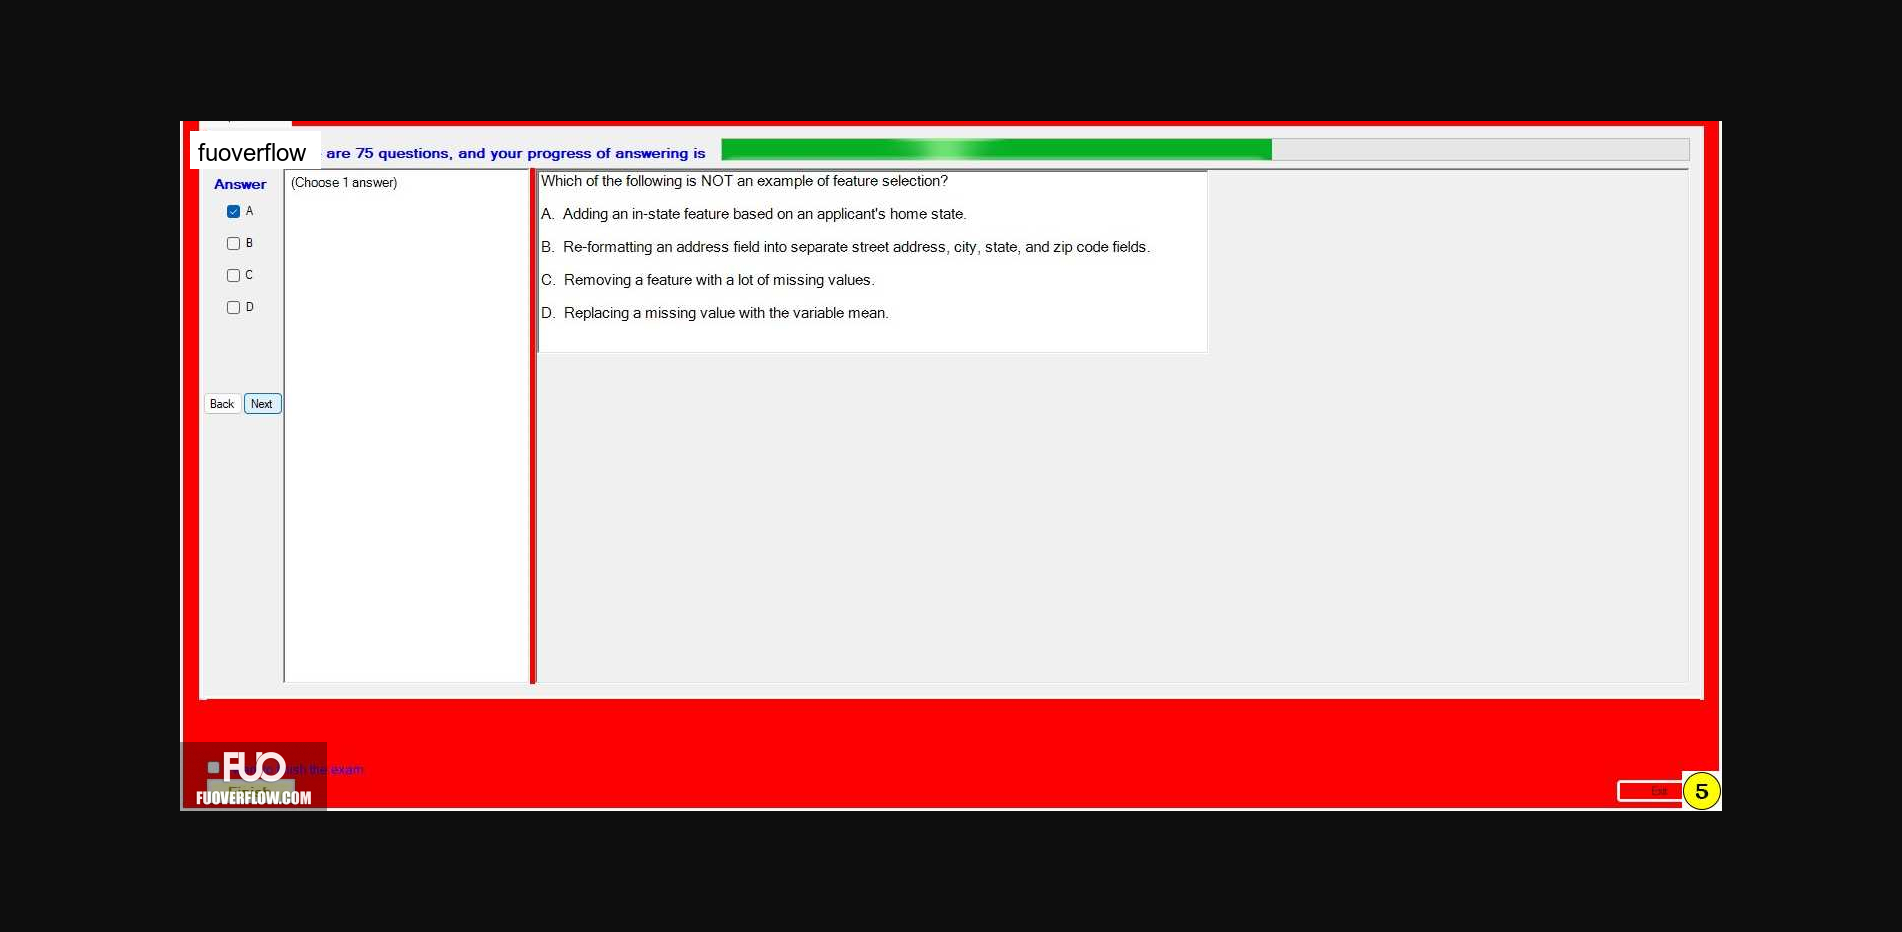 fuoverflow are 75 questions, and your progress of answering is
Answer
(Choose 1 answer)
A
B
C
D
Back Next
Which of the following is NOT an example of feature selection?
A. Adding an in-state feature based on an applicant's home state.
B. Re-formatting an address field into separate street address, city, state, and zip code fields.
C. Removing a feature with a lot of missing values.
D. Replacing a missing value with the variable mean.
FUO
the exam
FUOVERFLOW.COM
Exit
5